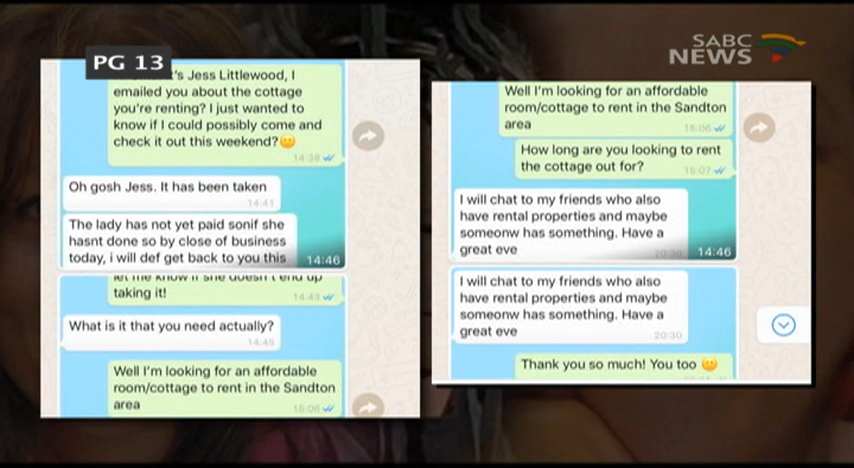 PG 13
SABC
NEWS
's Jess Littlewood, I
emailed you about the cottage
you're renting? I just wanted to
know if I could possibly come and
check it out this weekend?
14:38
Oh gosh Jess. It has been taken
14:41
The lady has not yet paid sonif she
hasnt done so by close of business
today, i will def get back to you this
14:46
let me know if she doesn't end up
taking it!
14:43
What is it that you need actually?
14:45
Well I'm looking for an affordable
room/cottage to rent in the Sandton
area
16:06
Well I'm looking for an affordable
room/cottage to rent in the Sandton
area
16:06
How long are you looking to rent
the cottage out for?
16:07
I will chat to my friends who also
have rental properties and maybe
someonw has something. Have a
great eve
20:30
14:46
I will chat to my friends who also
have rental properties and maybe
someonw has something. Have a
great eve
20:30
Thank you so much! You too